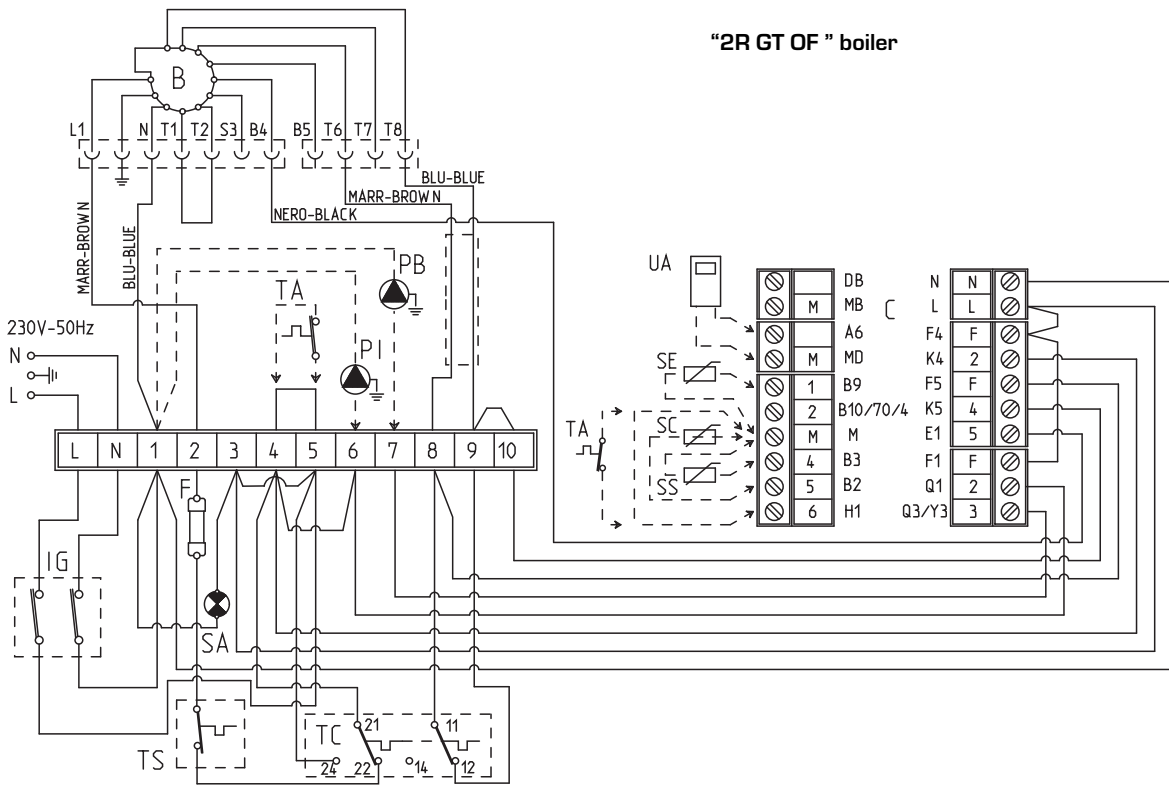 “2R GT OF ” boiler
B
L1 N T1 T2 S3 B4 B5 T6 T7 T8
BLU-BLUE
MARR-BROWN
NERO-BLACK
MARR-BROWN
BLU-BLUE
PB
TA
PI
230V-50Hz
N
L
L N 1 2 3 4 5 6 7 8 9 10
F
IG
SA
TS
TC
21
11
24
22
14
12
UA
SE
SC
TA
SS
C
DB
M MB
A6
M MD
1 B9
2 B10/70/4
M M
4 B3
5 B2
6 H1
N N
L L
F4 F
K4 2
F5 F
K5 4
E1 5
F1 F
Q1 2
Q3/Y3 3